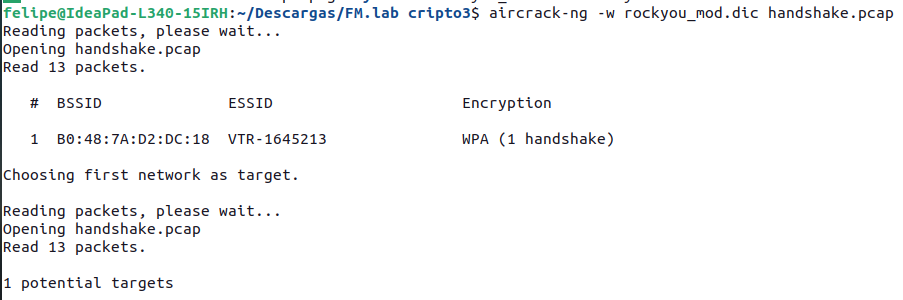 felipe@IdeaPad-L340-15IRH:~/Descargas/FM.lab cripto3$ aircrack-ng -w rockyou_mod.dic handshake.pcap
Reading packets, please wait...
Opening handshake.pcap
Read 13 packets.
# BSSID ESSID Encryption
1 B0:48:7A:D2:DC:18 VTR-1645213 WPA (1 handshake)
Choosing first network as target.
Reading packets, please wait...
Opening handshake.pcap
Read 13 packets.
1 potential targets